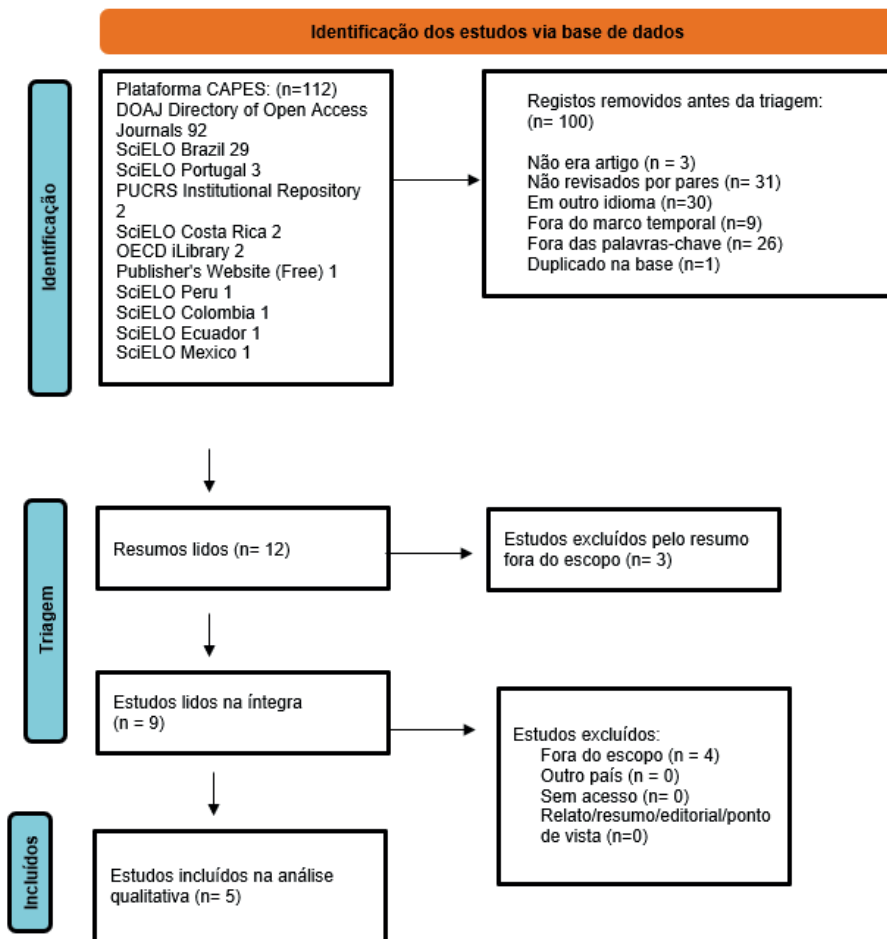 Identificação dos estudos via base de dados
Identificação
Plataforma CAPES: (n=112)
DOAJ Directory of Open Access
Journals 92
SciELO Brazil 29
SciELO Portugal 3
PUCRS Institutional Repository
2
SciELO Costa Rica 2
OECD iLibrary 2
Publisher's Website (Free) 1
SciELO Peru 1
SciELO Colombia 1
SciELO Ecuador 1
SciELO Mexico 1
Registos removidos antes da triagem:
(n= 100)
Não era artigo (n = 3)
Não revisados por pares (n= 31)
Em outro idioma (n=30)
Fora do marco temporal (n=9)
Fora das palavras-chave (n= 26)
Duplicado na base (n=1)
Triagem
Resumos lidos (n= 12)
Estudos excluídos pelo resumo
fora do escopo (n= 3)
Estudos lidos na íntegra
(n = 9)
Estudos excluídos:
Fora do escopo (n = 4)
Outro país (n = 0)
Sem acesso (n= 0)
Relato/resumo/editorial/ponto
de vista (n=0)
Incluídos
Estudos incluídos na análise
qualitativa (n= 5)